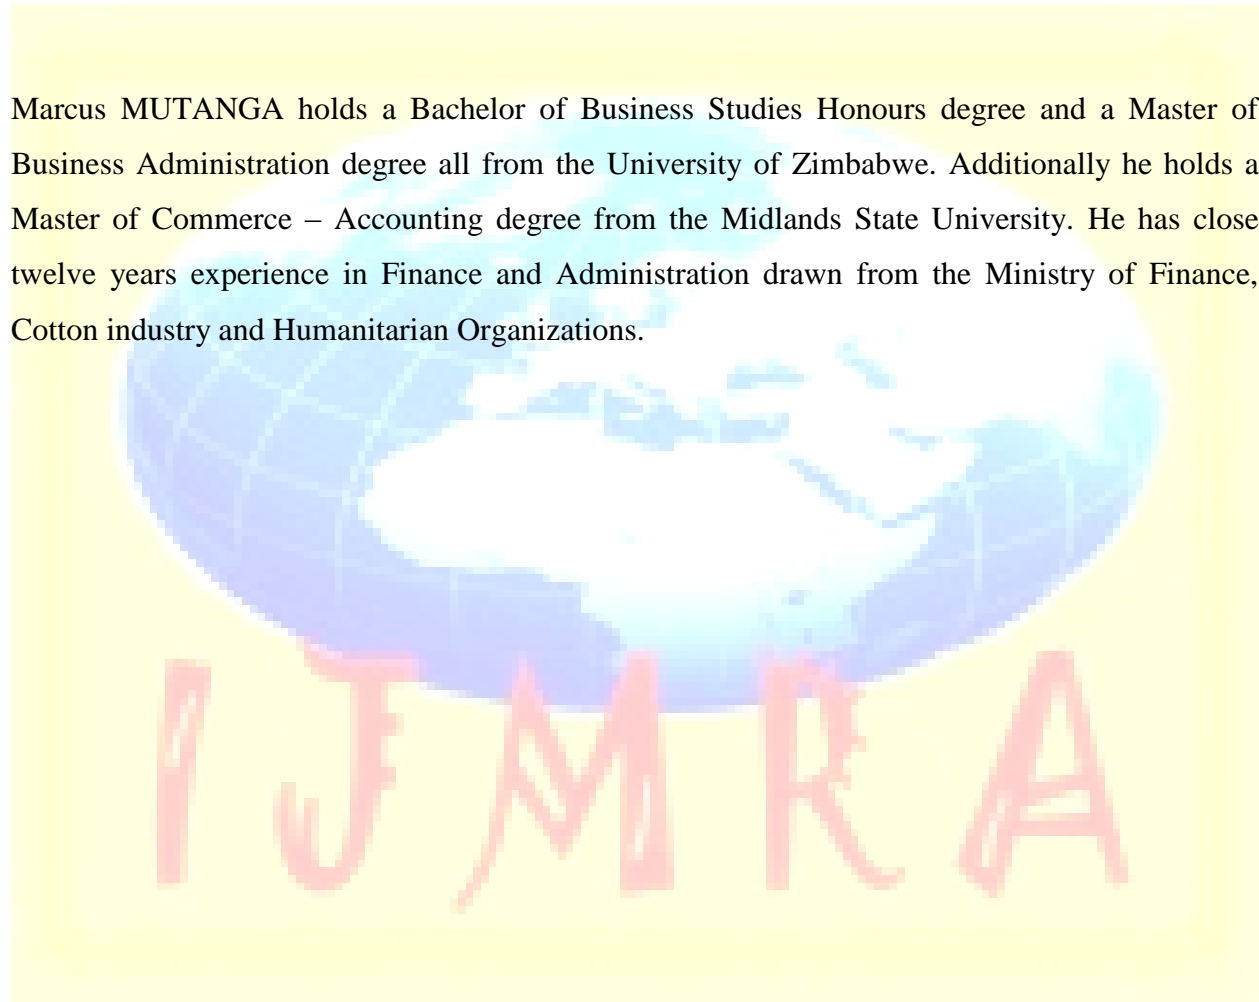 Marcus MUTANGA holds a Bachelor of Business Studies Honours degree and a Master of
Business Administration degree all from the University of Zimbabwe. Additionally he holds a
Master of Commerce – Accounting degree from the Midlands State University. He has close
twelve years experience in Finance and Administration drawn from the Ministry of Finance,
Cotton industry and Humanitarian Organizations.
IJMRA